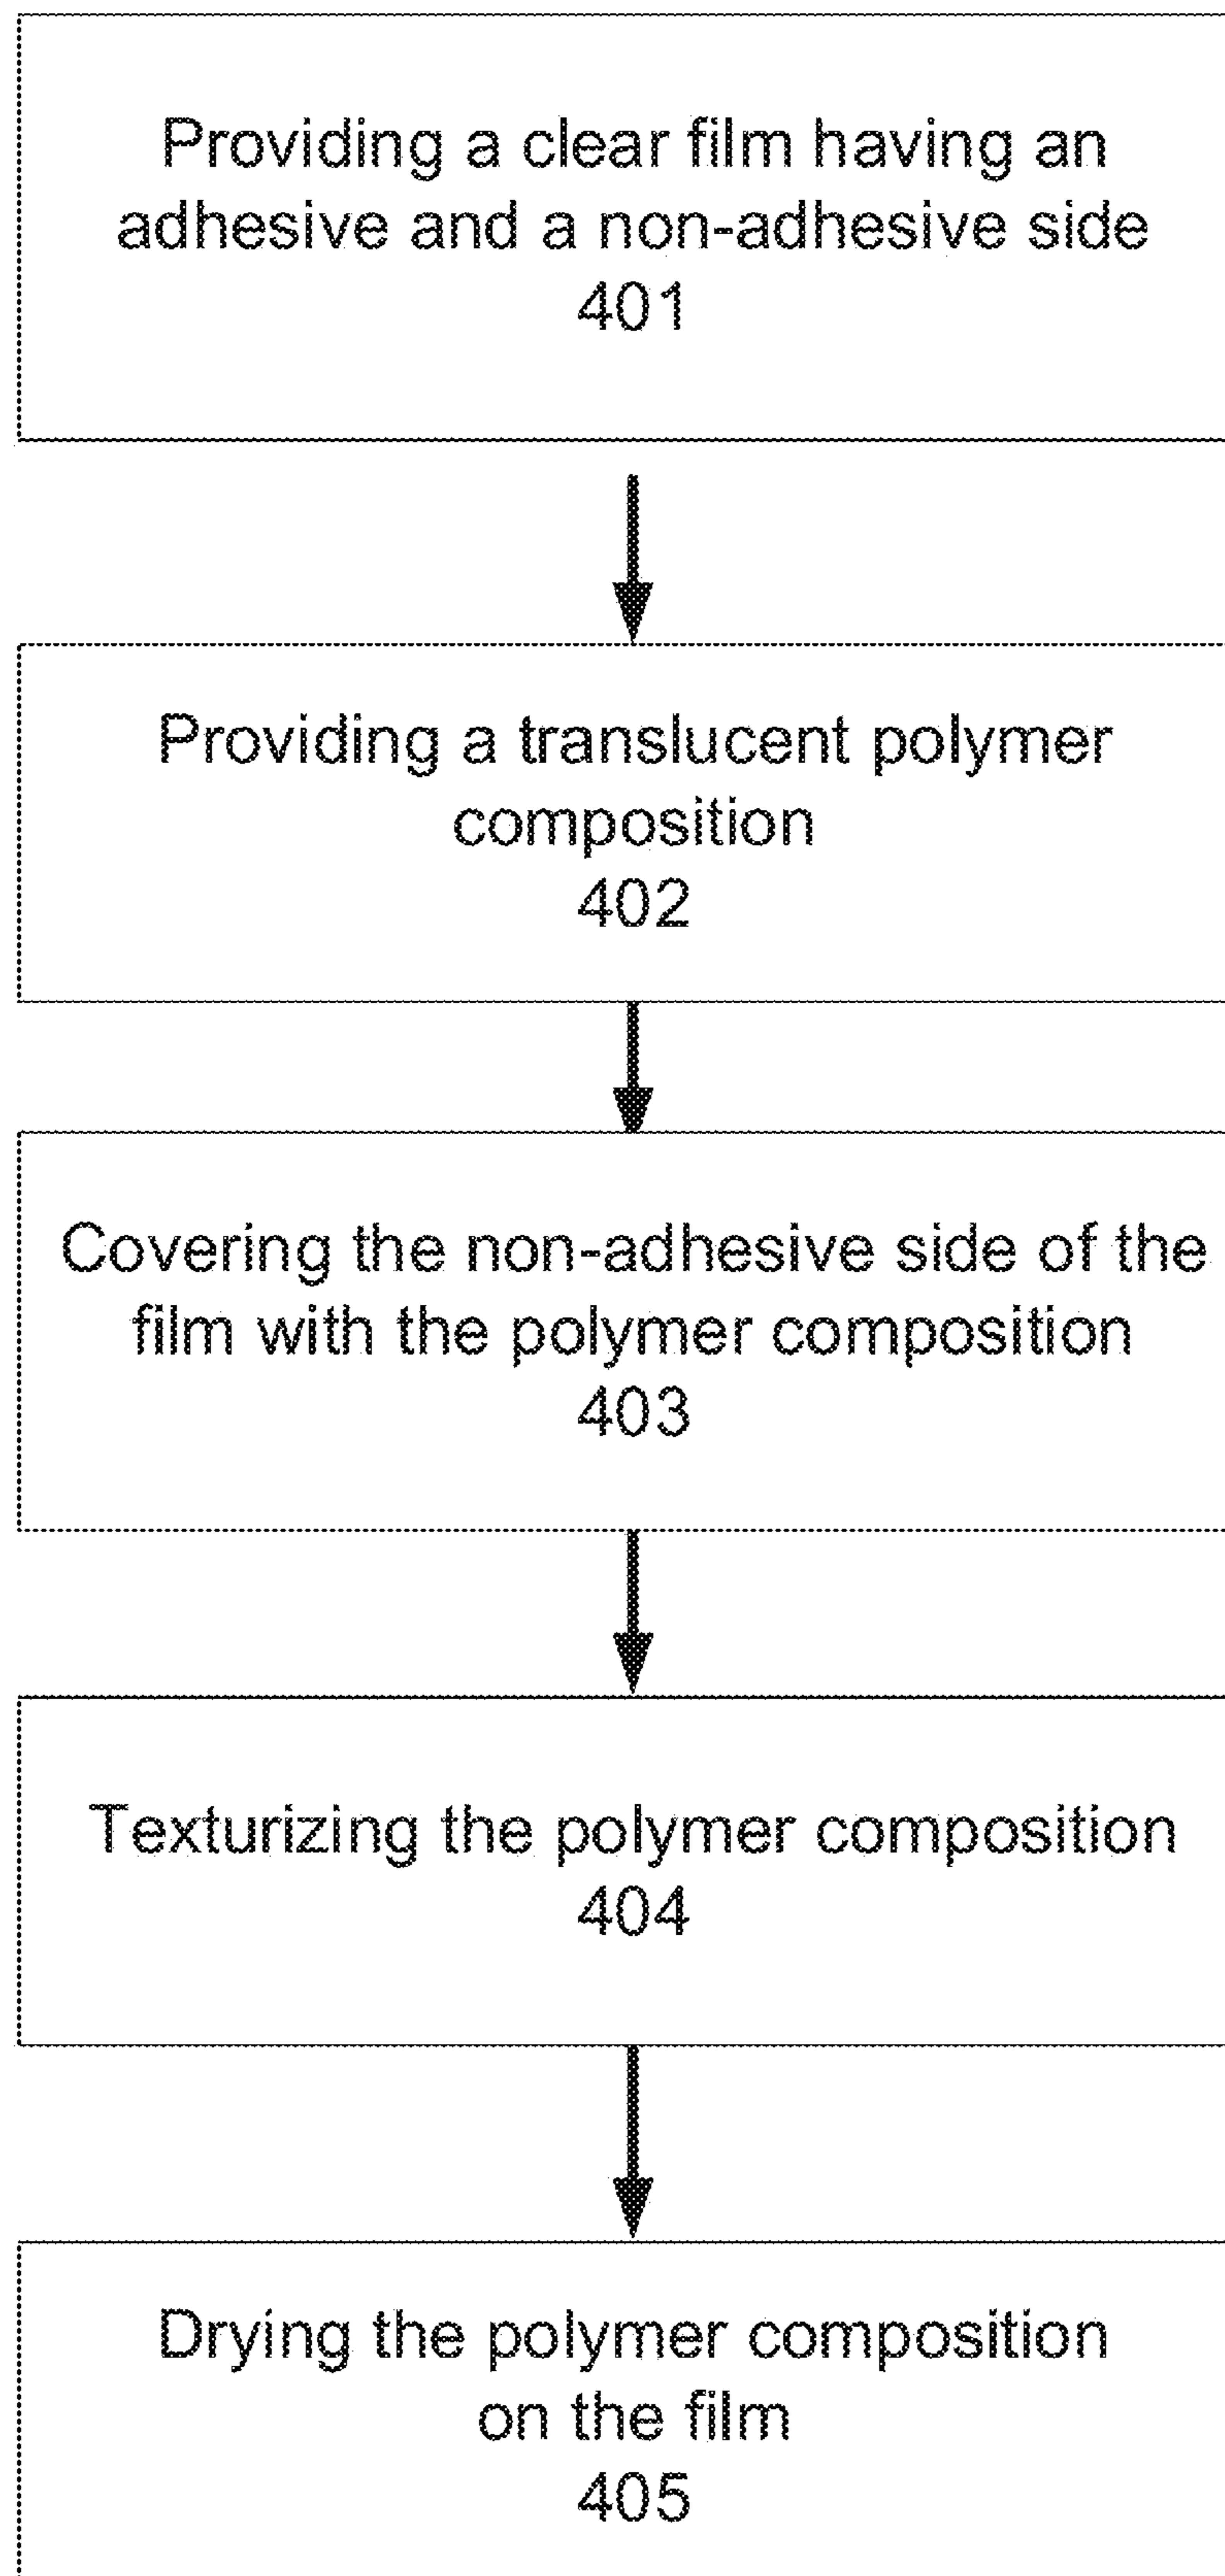 Providing a clear film having an
adhesive and a non-adhesive side
401
Providing a translucent polymer
composition
402
Covering the non-adhesive side of the
film with the polymer composition
403
Texturizing the polymer composition
404
Drying the polymer composition
on the film
405